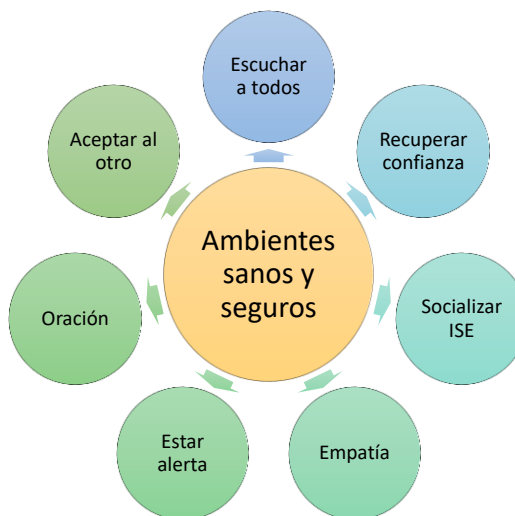 Escuchar
a todos
Recuperar
confianza
Socializar
ISE
Empatía
Estar
alerta
Oración
Aceptar al
otro
Ambientes
sanos y
seguros